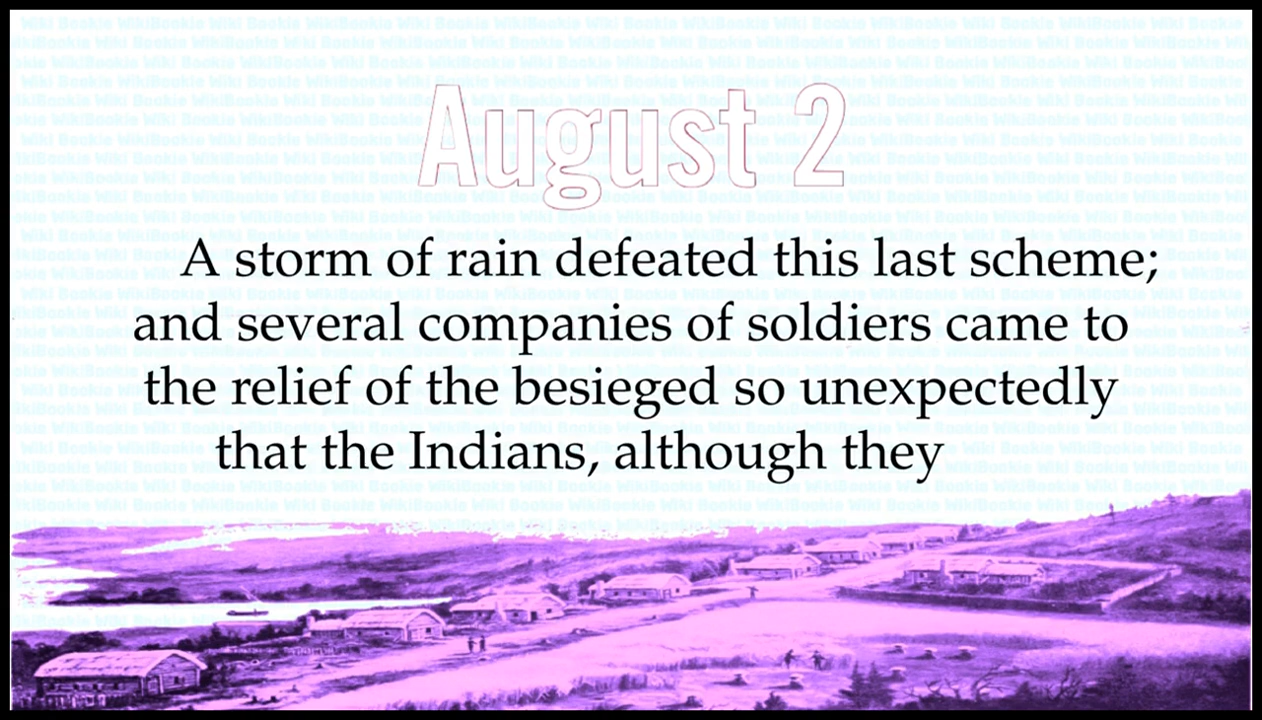 August 2
A storm of rain defeated this last scheme;
and several companies of soldiers came to
the relief of the besieged so unexpectedly
that the Indians, although they